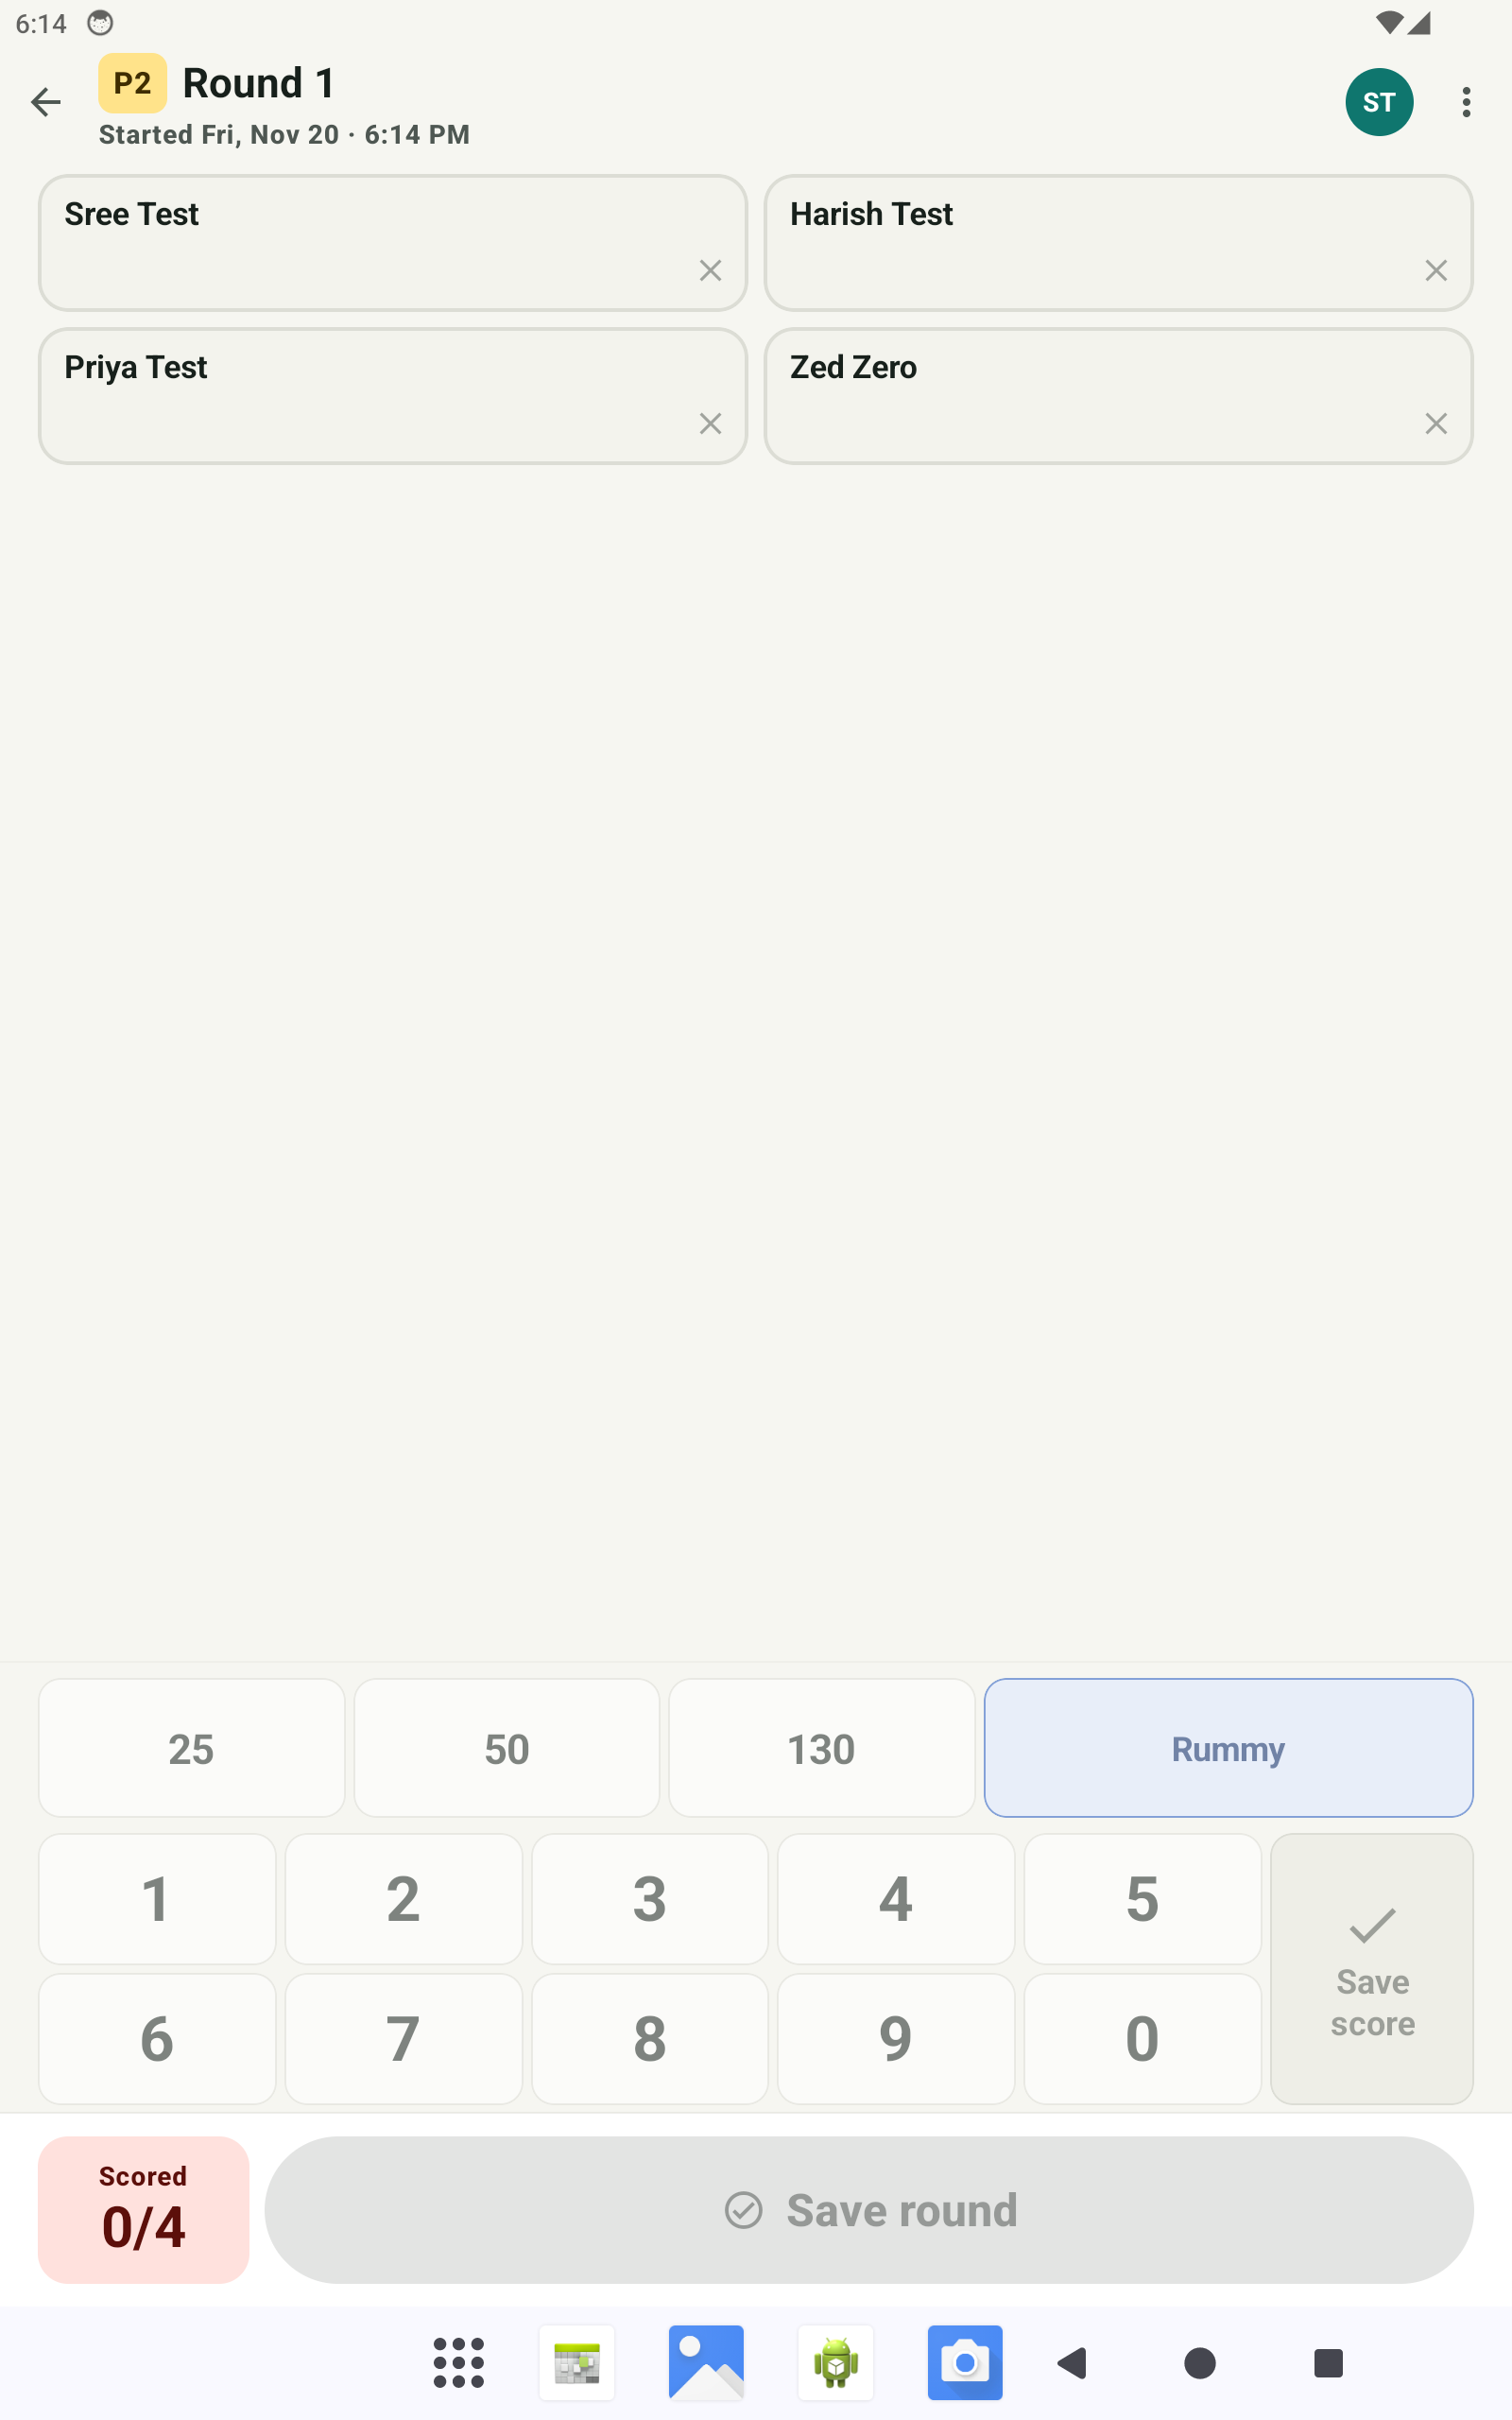 6:14
P2 Round 1
Started Fri, Nov 20 · 6:14 PM
ST
Sree Test
Harish Test
Priya Test
Zed Zero
25 50 130 Rummy
1 2 3 4 5
6 7 8 9 0
Save
score
Scored
0/4
Save round